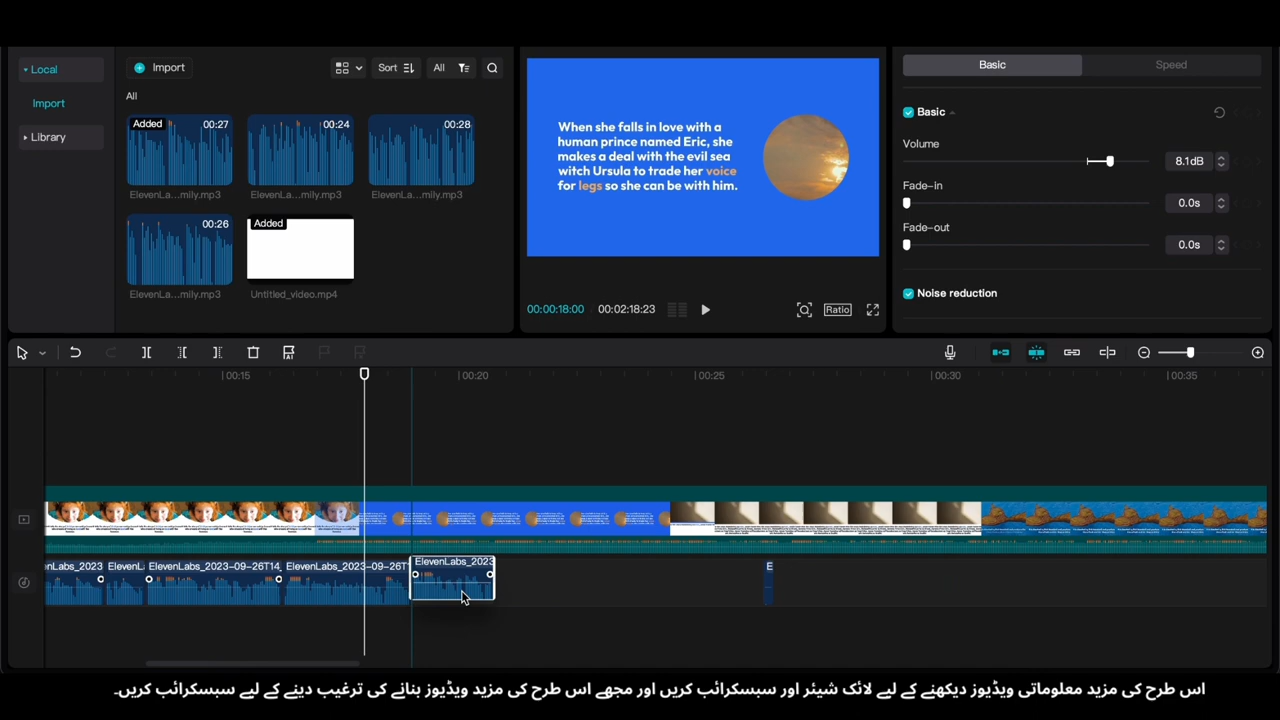 Local
Import
Library
Import
Sort
All
All
Added
00:27
00:24
00:28
ElevenLa...mily.mp3
ElevenLa...mily.mp3
ElevenLa...mily.mp3
00:26
Added
ElevenLa...mily.mp3
Untitled_video.mp4
When she falls in love with a
human prince named Eric, she
makes a deal with the evil sea
witch Ursula to trade her voice
for legs so she can be with him.
00:00:18:00
00:02:18:23
Ratio
Basic
Speed
Basic
Volume
8.1dB
Fade-in
0.0s
Fade-out
0.0s
Noise reduction
00:15
00:20
00:25
00:30
00:35
nLabs_2023
ElevenL
ElevenLabs_2023-09-26T14_
ElevenLabs_2023-09-26T
ElevenLabs_2023
E
اس طرح کی مزید معلوماتی ویڈیوز دیکھنے کے لیے لائک شیئر اور سبسکرائب کریں اور مجھے اس طرح کی مزید ویڈیوز بنانے کی ترغیب دینے کے لیے سبسکرائب کریں۔